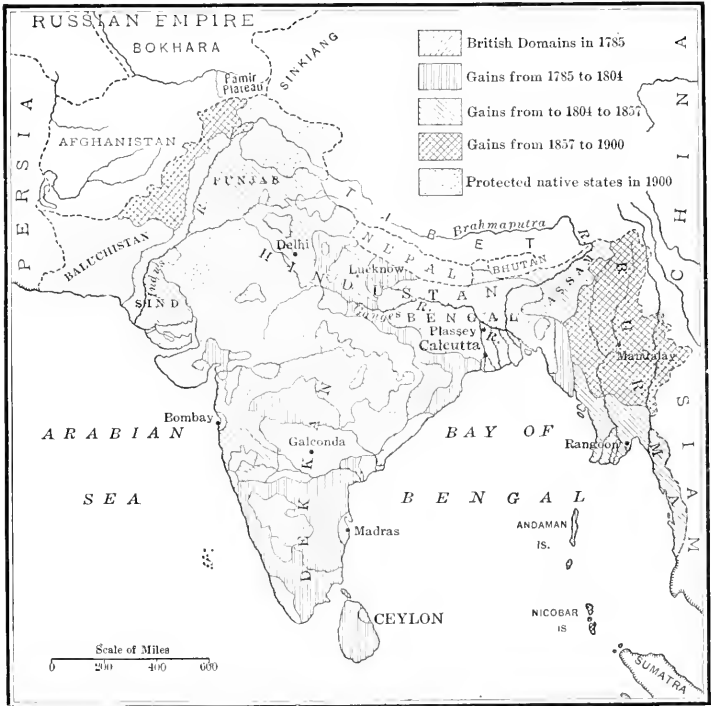 RUSSIAN EMPIRE
BOKHARA
SINKIANG
Pamir
Plateau
PERSIA
AFGHANISTAN
BALUCHISTAN
PUNJAB
Indus
R.
SIND
Delhi
HINDUSTAN
TIBET
NEPAL
Lucknow
BHUTAN
Brahmaputra
R.
ASSAM
Ganges
R.
BENGAL
Plassey
Calcutta
R.
BURMA
Mandalay
Rangoon
CHINA
SIAM
British Domains in 1785
Gains from 1785 to 1804
Gains from to 1804 to 1857
Gains from 1857 to 1900
Protected native states in 1900
Bombay
Galconda
DEKKAN
Madras
ARABIAN
SEA
BAY OF
BENGAL
ANDAMAN
IS.
NICOBAR
IS
CEYLON
SUMATRA
Scale of Miles
0 200 400 600